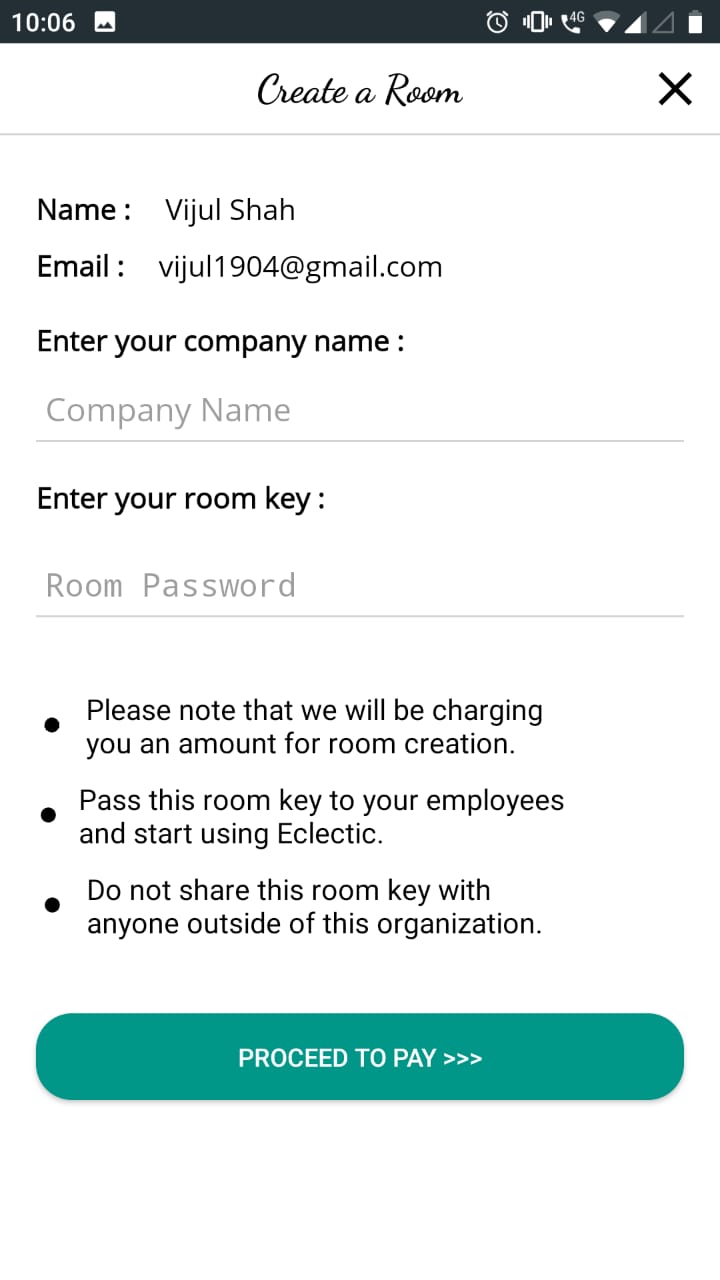 10:06
4G
Create a Room
Name : Vijul Shah
Email : vijul1904@gmail.com
Enter your company name :
Company Name
Enter your room key :
Room Password
Please note that we will be charging
you an amount for room creation.
Pass this room key to your employees
and start using Eclectic.
Do not share this room key with
anyone outside of this organization.
PROCEED TO PAY >>>